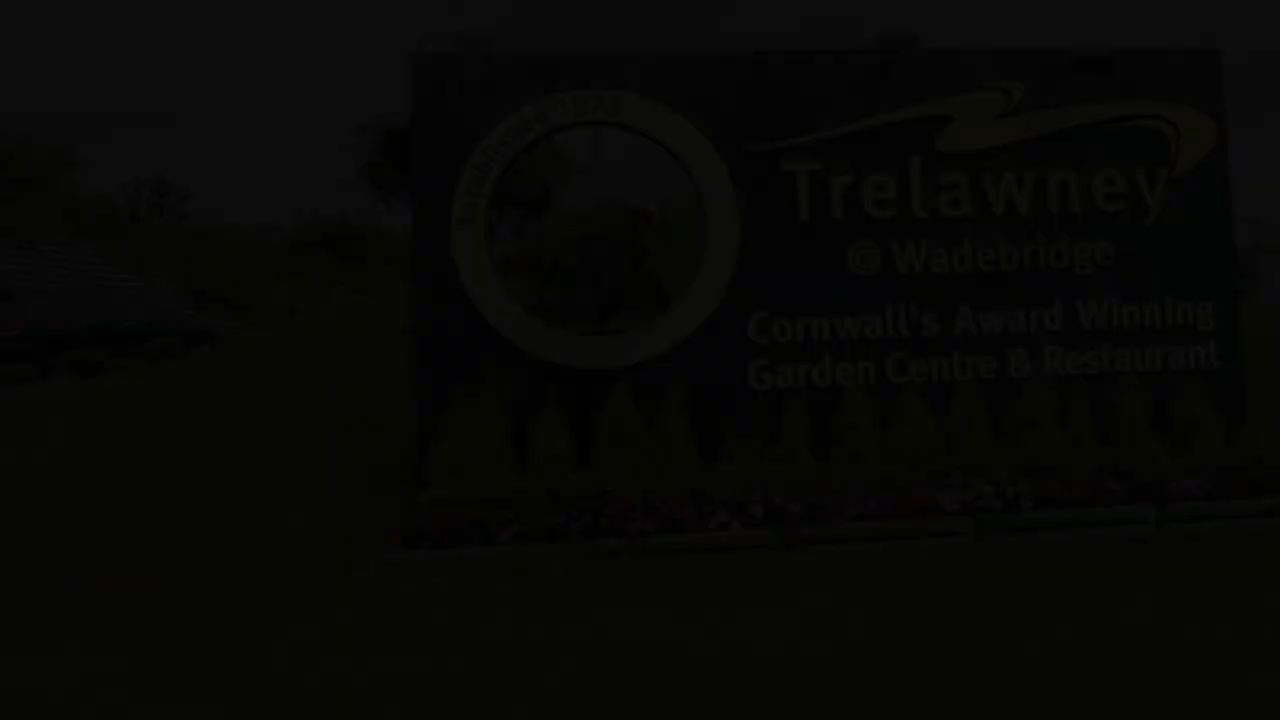 Trelawney
@ Wadebridge
Cornwall's Award Winning
Garden Centre & Restaurant